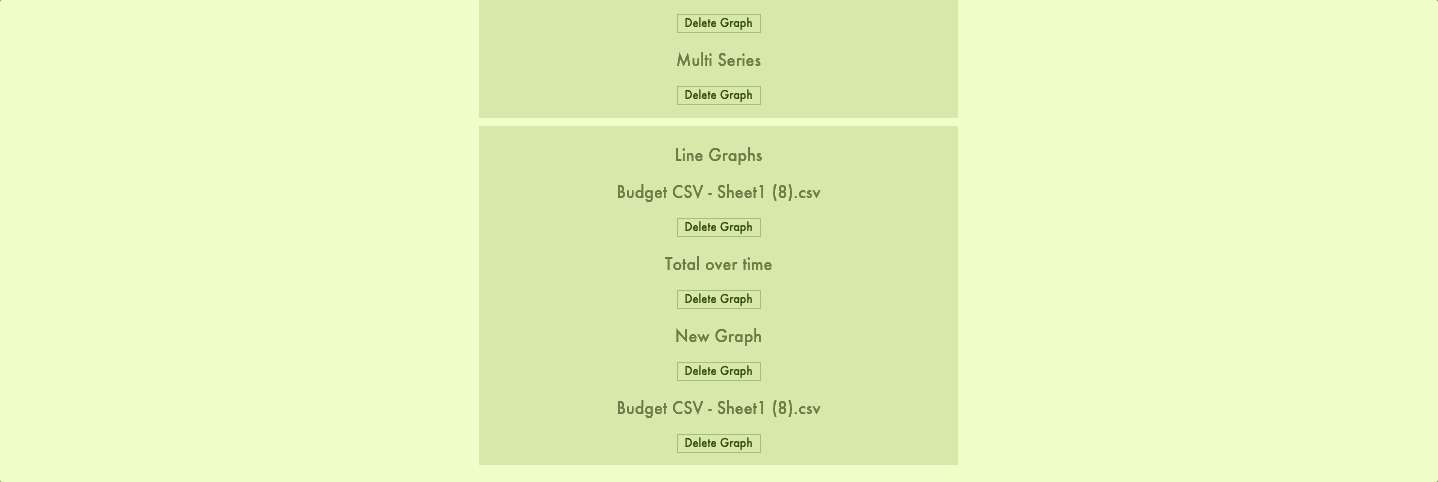 Delete Graph
Multi Series
Delete Graph
Line Graphs
Budget CSV - Sheet1 (8).csv
Delete Graph
Total over time
Delete Graph
New Graph
Delete Graph
Budget CSV - Sheet1 (8).csv
Delete Graph